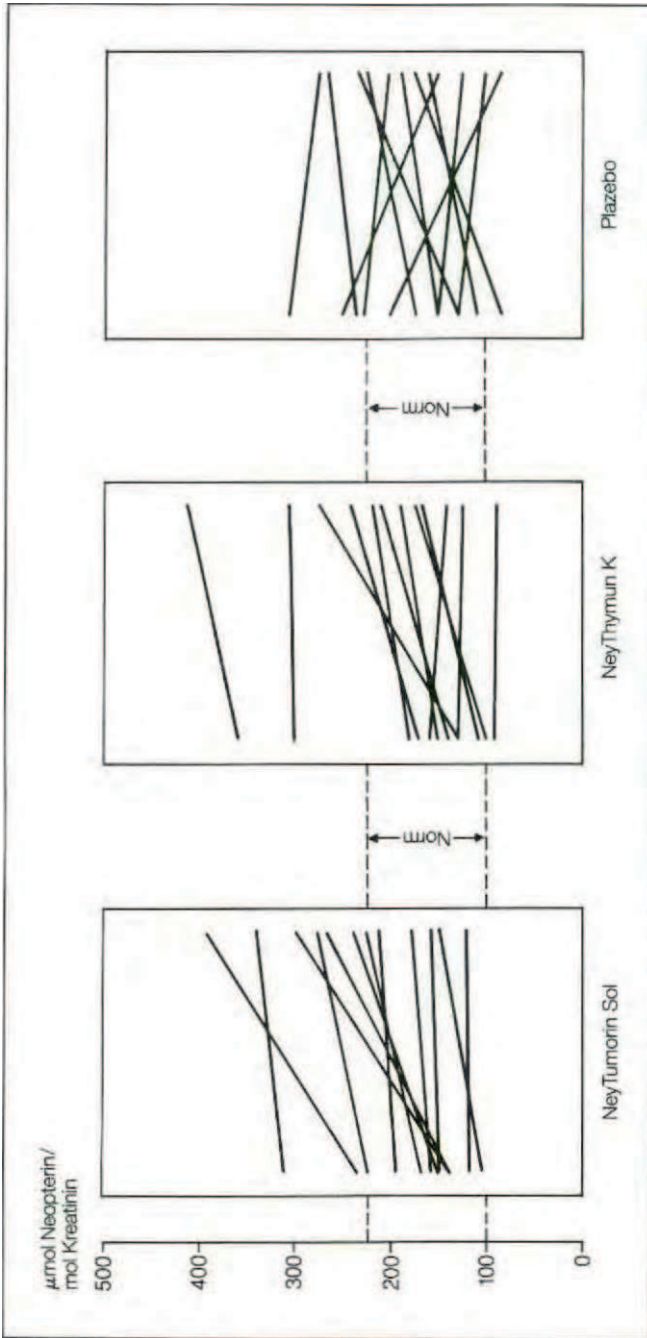 µmol Neopterin/
mol Kreatinin
500
400
300
200
100
0
Norm
Norm
NeyTumorin Sol
NeyThymun K
Plazebo